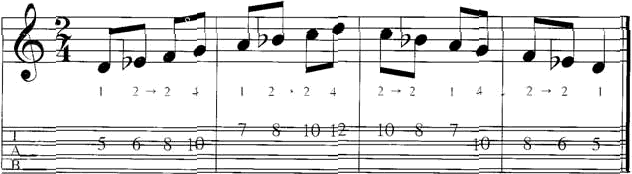 2
4
1 2 → 2 4 1 2 → 2 4 2 → 2 1 4 2 → 2 1
T 7 8 10 12 10 8 7
A 5 6 8 10 10 8 6 5
B